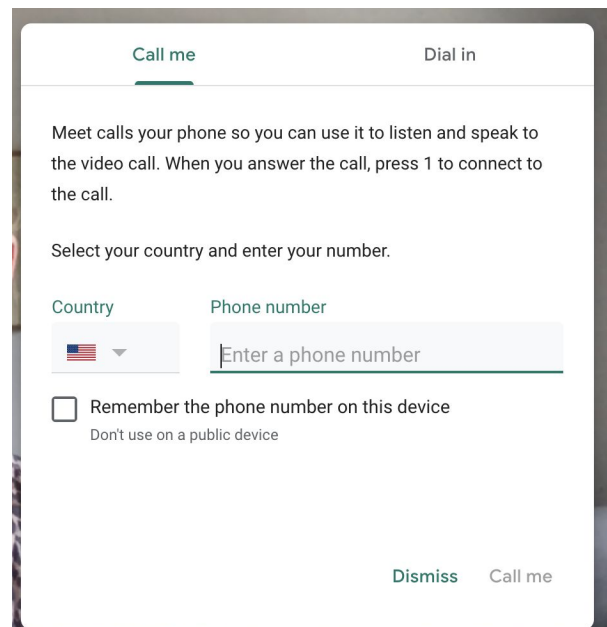 Call me
Dial in
Meet calls your phone so you can use it to listen and speak to
the video call. When you answer the call, press 1 to connect to
the call.
Select your country and enter your number.
Country
Phone number
Enter a phone number
Remember the phone number on this device
Don't use on a public device
Dismiss
Call me